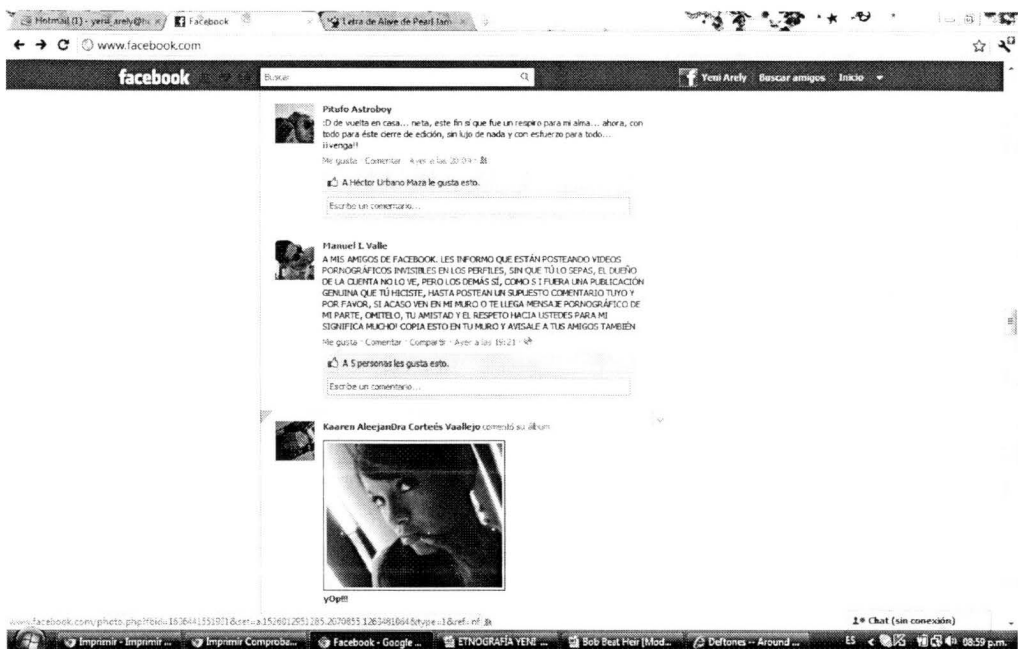 Hotmail (1) - yeni_arely@h
Facebook
Letra de Alive de Pearl Jam
www.facebook.com
facebook
Buscar
Yeni Arely Buscar amigos Inicio
Pitufo Astroboy
:D de vuelta en casa... neta, este fin sí que fue un respiro para mi alma... ahora, con
todo para éste cierre de edición, sin lujo de nada y con esfuerzo para todo...
¡¡venga!!
Me gusta · Comentar · Ayer a las 20:09 ·
A Héctor Urbano Maza le gusta esto.
Escribe un comentario...
Manuel I. Valle
A MIS AMIGOS DE FACEBOOK. LES INFORMO QUE ESTÁN POSTEANDO VIDEOS
PORNOGRÁFICOS INVISIBLES EN LOS PERFILES, SIN QUE TÚ LO SEPAS, EL DUEÑO
DE LA CUENTA NO LO VE, PERO LOS DEMÁS SÍ, COMO S I FUERA UNA PUBLICACIÓN
GENUINA QUE TÚ HICISTE, HASTA POSTEAN UN SUPUESTO COMENTARIO TUYO Y
POR FAVOR, SI ACASO VEN EN MI MURO O TE LLEGA MENSAJE PORNOGRÁFICO DE
MI PARTE, OMITELO, TU AMISTAD Y EL RESPETO HACIA USTEDES PARA MI
SIGNIFICA MUCHO! COPIA ESTO EN TU MURO Y AVISALE A TUS AMIGOS TAMBIÉN
Me gusta · Comentar · Compartir · Ayer a las 19:21 ·
A 5 personas les gusta esto.
Escribe un comentario...
Kaaren AleejanDra Corteés Vaallejo comentó su álbum
yOp!!!
Chat (sin conexión)
Imprimir - Imprimir ... Imprimir Comproba... Facebook - Google ... ETNOGRAFÍA YENI ... Bob Beat Heir [Mod... Deftones -- Around ... ES 08:59 p.m.